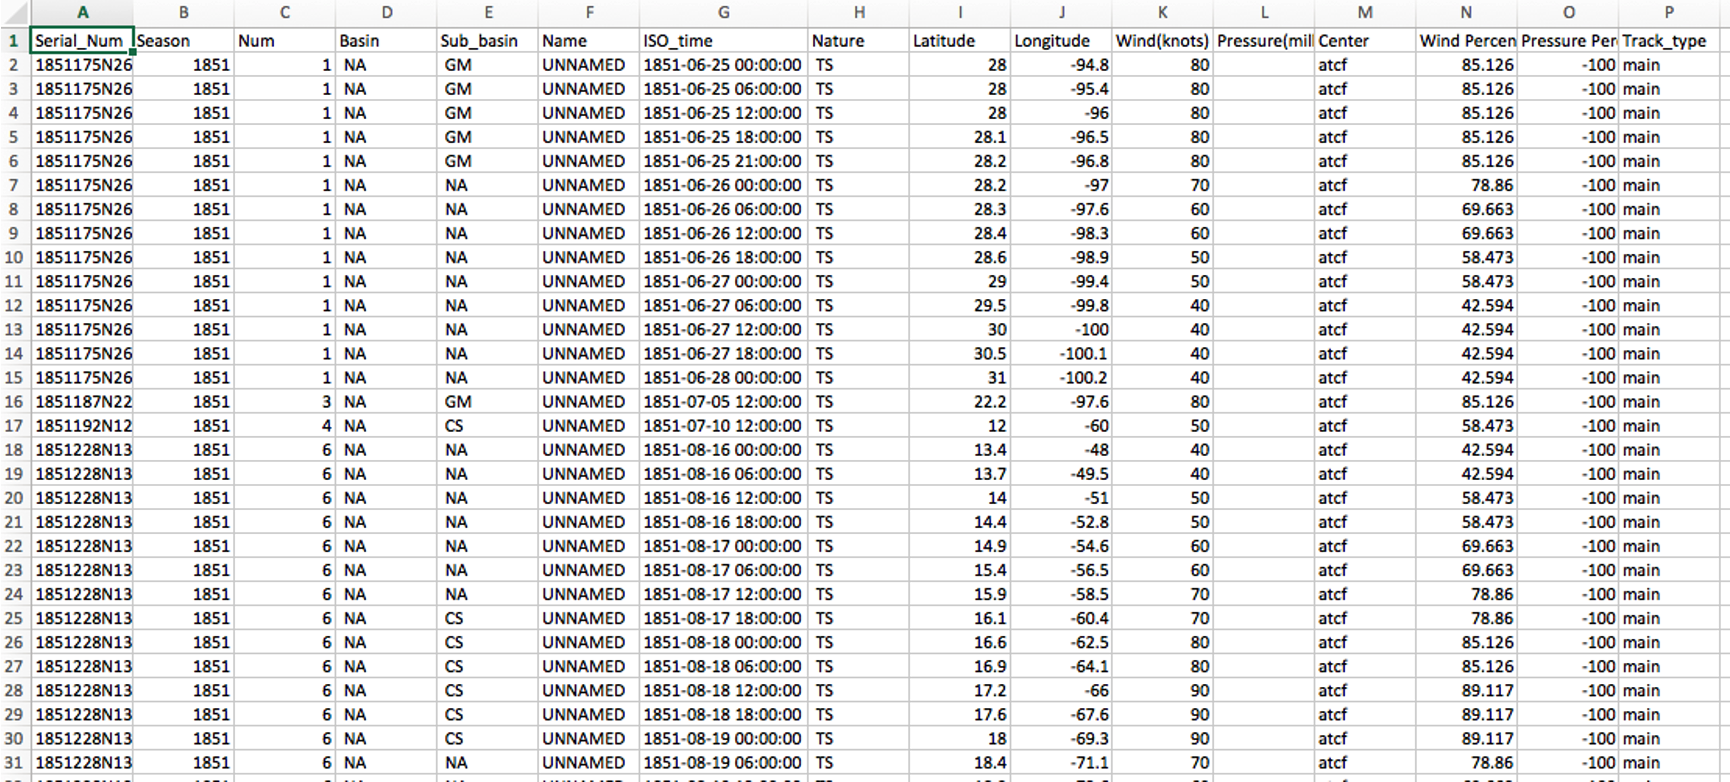 A B C D E F G H I J K L M N O P
1 Serial_Num Season Num Basin Sub_basin Name ISO_time Nature Latitude Longitude Wind(knots) Pressure(mil Center Wind Percen Pressure Per Track_type
2 1851175N26 1851 1 NA GM UNNAMED 1851-06-25 00:00:00 TS 28 -94.8 80 atcf 85.126 -100 main
3 1851175N26 1851 1 NA GM UNNAMED 1851-06-25 06:00:00 TS 28 -95.4 80 atcf 85.126 -100 main
4 1851175N26 1851 1 NA GM UNNAMED 1851-06-25 12:00:00 TS 28 -96 80 atcf 85.126 -100 main
5 1851175N26 1851 1 NA GM UNNAMED 1851-06-25 18:00:00 TS 28.1 -96.5 80 atcf 85.126 -100 main
6 1851175N26 1851 1 NA GM UNNAMED 1851-06-25 21:00:00 TS 28.2 -96.8 80 atcf 85.126 -100 main
7 1851175N26 1851 1 NA NA UNNAMED 1851-06-26 00:00:00 TS 28.2 -97 70 atcf 78.86 -100 main
8 1851175N26 1851 1 NA NA UNNAMED 1851-06-26 06:00:00 TS 28.3 -97.6 60 atcf 69.663 -100 main
9 1851175N26 1851 1 NA NA UNNAMED 1851-06-26 12:00:00 TS 28.4 -98.3 60 atcf 69.663 -100 main
10 1851175N26 1851 1 NA NA UNNAMED 1851-06-26 18:00:00 TS 28.6 -98.9 50 atcf 58.473 -100 main
11 1851175N26 1851 1 NA NA UNNAMED 1851-06-27 00:00:00 TS 29 -99.4 50 atcf 58.473 -100 main
12 1851175N26 1851 1 NA NA UNNAMED 1851-06-27 06:00:00 TS 29.5 -99.8 40 atcf 42.594 -100 main
13 1851175N26 1851 1 NA NA UNNAMED 1851-06-27 12:00:00 TS 30 -100 40 atcf 42.594 -100 main
14 1851175N26 1851 1 NA NA UNNAMED 1851-06-27 18:00:00 TS 30.5 -100.1 40 atcf 42.594 -100 main
15 1851175N26 1851 1 NA NA UNNAMED 1851-06-28 00:00:00 TS 31 -100.2 40 atcf 42.594 -100 main
16 1851187N22 1851 3 NA GM UNNAMED 1851-07-05 12:00:00 TS 22.2 -97.6 80 atcf 85.126 -100 main
17 1851192N12 1851 4 NA CS UNNAMED 1851-07-10 12:00:00 TS 12 -60 50 atcf 58.473 -100 main
18 1851228N13 1851 6 NA NA UNNAMED 1851-08-16 00:00:00 TS 13.4 -48 40 atcf 42.594 -100 main
19 1851228N13 1851 6 NA NA UNNAMED 1851-08-16 06:00:00 TS 13.7 -49.5 40 atcf 42.594 -100 main
20 1851228N13 1851 6 NA NA UNNAMED 1851-08-16 12:00:00 TS 14 -51 50 atcf 58.473 -100 main
21 1851228N13 1851 6 NA NA UNNAMED 1851-08-16 18:00:00 TS 14.4 -52.8 50 atcf 58.473 -100 main
22 1851228N13 1851 6 NA NA UNNAMED 1851-08-17 00:00:00 TS 14.9 -54.6 60 atcf 69.663 -100 main
23 1851228N13 1851 6 NA NA UNNAMED 1851-08-17 06:00:00 TS 15.4 -56.5 60 atcf 69.663 -100 main
24 1851228N13 1851 6 NA NA UNNAMED 1851-08-17 12:00:00 TS 15.9 -58.5 70 atcf 78.86 -100 main
25 1851228N13 1851 6 NA CS UNNAMED 1851-08-17 18:00:00 TS 16.1 -60.4 70 atcf 78.86 -100 main
26 1851228N13 1851 6 NA CS UNNAMED 1851-08-18 00:00:00 TS 16.6 -62.5 80 atcf 85.126 -100 main
27 1851228N13 1851 6 NA CS UNNAMED 1851-08-18 06:00:00 TS 16.9 -64.1 80 atcf 85.126 -100 main
28 1851228N13 1851 6 NA CS UNNAMED 1851-08-18 12:00:00 TS 17.2 -66 90 atcf 89.117 -100 main
29 1851228N13 1851 6 NA CS UNNAMED 1851-08-18 18:00:00 TS 17.6 -67.6 90 atcf 89.117 -100 main
30 1851228N13 1851 6 NA CS UNNAMED 1851-08-19 00:00:00 TS 18 -69.3 90 atcf 89.117 -100 main
31 1851228N13 1851 6 NA NA UNNAMED 1851-08-19 06:00:00 TS 18.4 -71.1 70 atcf 78.86 -100 main